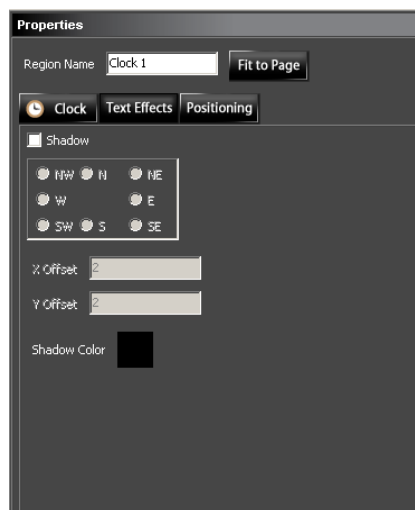 Properties
Region Name Clock 1 Fit to Page
Clock Text Effects Positioning
Shadow
NW N NE
W E
SW S SE
X Offset 2
Y Offset 2
Shadow Color